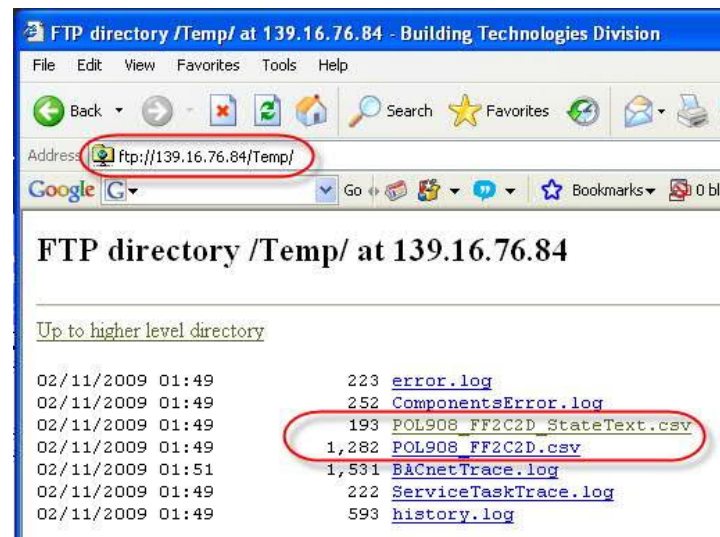 FTP directory /Temp/ at 139.16.76.84 - Building Technologies Division
File Edit View Favorites Tools Help
Back Search Favorites
Address ftp://139.16.76.84/Temp/
Google G Go Bookmarks 0 bl
FTP directory /Temp/ at 139.16.76.84
Up to higher level directory
02/11/2009 01:49 223 error.log
02/11/2009 01:49 252 ComponentsError.log
02/11/2009 01:49 193 POL908_FF2C2D_StateText.csv
02/11/2009 01:49 1,282 POL908_FF2C2D.csv
02/11/2009 01:51 1,531 BACnetTrace.log
02/11/2009 01:49 222 ServiceTaskTrace.log
02/11/2009 01:49 593 history.log